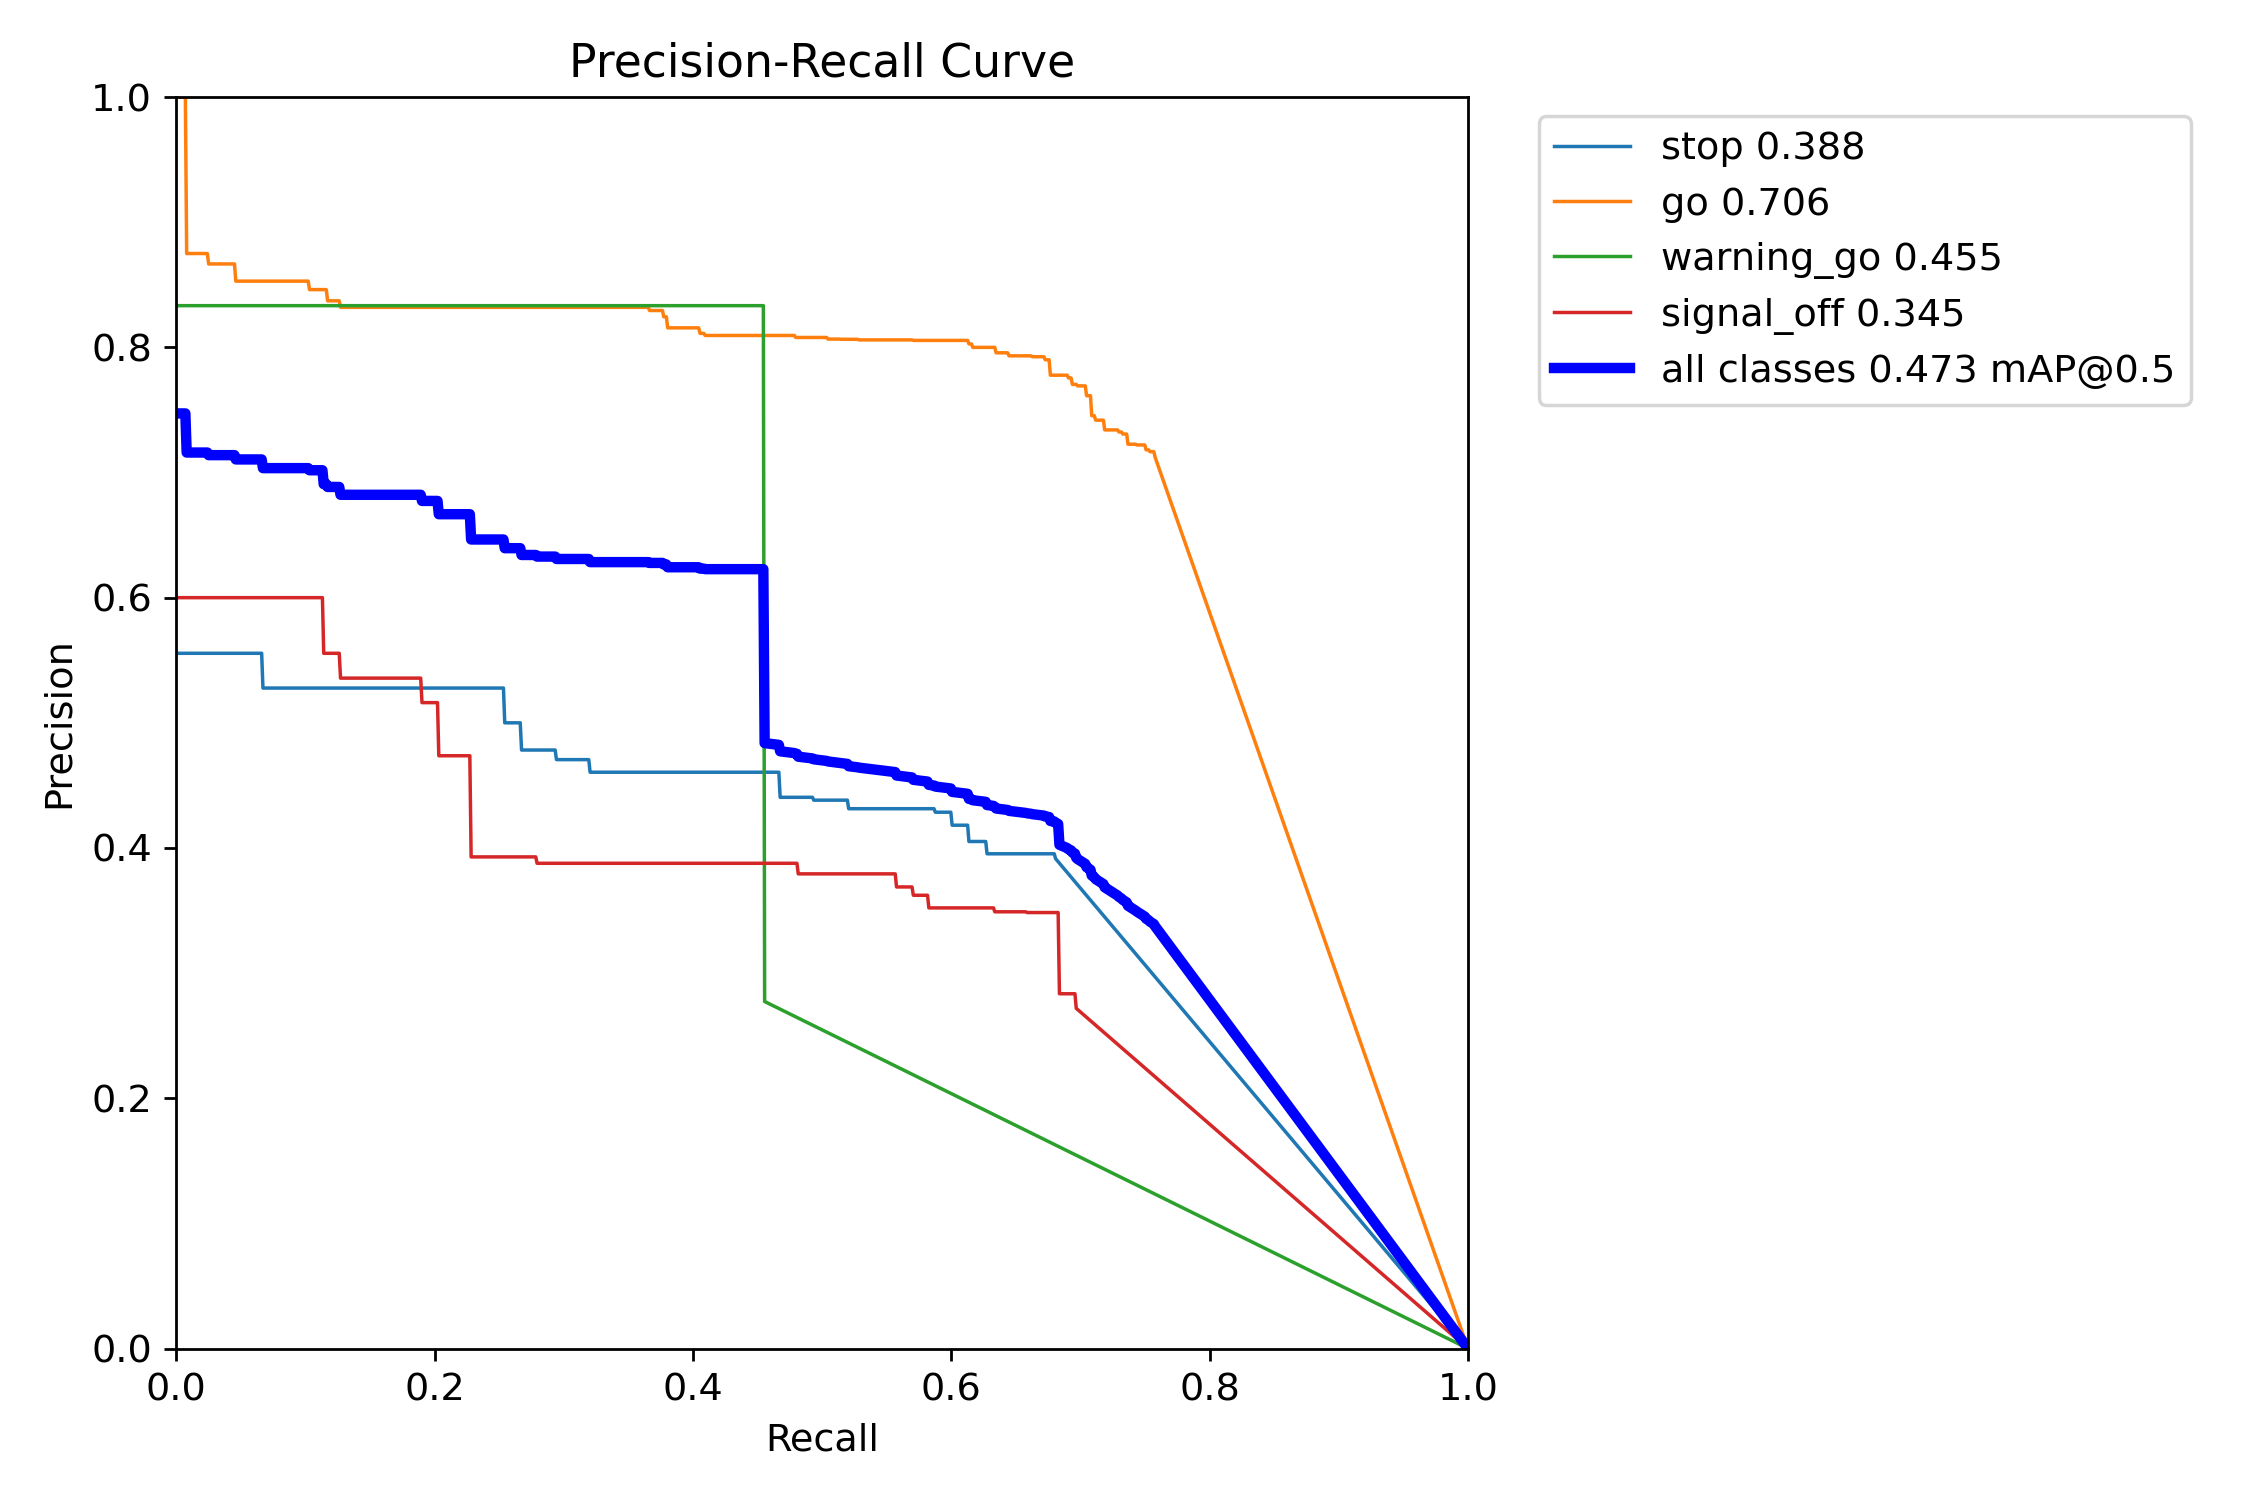 Precision-Recall Curve
1.0
0.8
0.6
0.4
0.2
0.0
Precision
0.0 0.2 0.4 0.6 0.8 1.0
Recall
stop 0.388
go 0.706
warning_go 0.455
signal_off 0.345
all classes 0.473 mAP@0.5